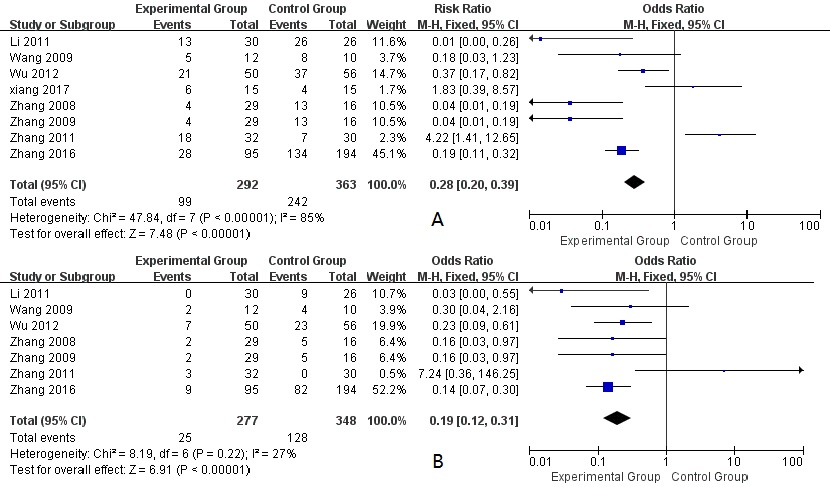 Experimental Group Control Group Risk Ratio Odds Ratio
Study or Subgroup Events Total Events Total Weight M-H, Fixed, 95% CI M-H, Fixed, 95% CI
Li 2011 13 30 26 26 11.6% 0.01 [0.00, 0.26]
Wang 2009 5 12 8 10 3.7% 0.18 [0.03, 1.23]
Wu 2012 21 50 37 56 14.7% 0.37 [0.17, 0.82]
xiang 2017 6 15 4 15 1.8% 1.83 [0.39, 8.57]
Zhang 2008 4 29 13 16 10.5% 0.04 [0.01, 0.19]
Zhang 2009 4 29 13 16 10.5% 0.04 [0.01, 0.19]
Zhang 2011 18 32 7 30 2.3% 4.22 [1.41, 12.65]
Zhang 2016 28 95 134 194 45.1% 0.19 [0.11, 0.32]
Total (95% CI) 292 363 100.0% 0.28 [0.20, 0.39]
Total events 99 242
Heterogeneity: Chi² = 47.84, df = 7 (P < 0.00001); I² = 85%
Test for overall effect: Z = 7.48 (P < 0.00001)
A
0.01 0.1 1 10 100
Experimental Group Control Group
Experimental Group Control Group Odds Ratio Odds Ratio
Study or Subgroup Events Total Events Total Weight M-H, Fixed, 95% CI M-H, Fixed, 95% CI
Li 2011 0 30 9 26 10.7% 0.03 [0.00, 0.55]
Wang 2009 2 12 4 10 3.9% 0.30 [0.04, 2.16]
Wu 2012 7 50 23 56 19.9% 0.23 [0.09, 0.61]
Zhang 2008 2 29 5 16 6.4% 0.16 [0.03, 0.97]
Zhang 2009 2 29 5 16 6.4% 0.16 [0.03, 0.97]
Zhang 2011 3 32 0 30 0.5% 7.24 [0.36, 146.25]
Zhang 2016 9 95 82 194 52.2% 0.14 [0.07, 0.30]
Total (95% CI) 277 348 100.0% 0.19 [0.12, 0.31]
Total events 25 128
Heterogeneity: Chi² = 8.19, df = 6 (P = 0.22); I² = 27%
Test for overall effect: Z = 6.91 (P < 0.00001)
B
0.01 0.1 1 10 100
Experimental Group Control Group